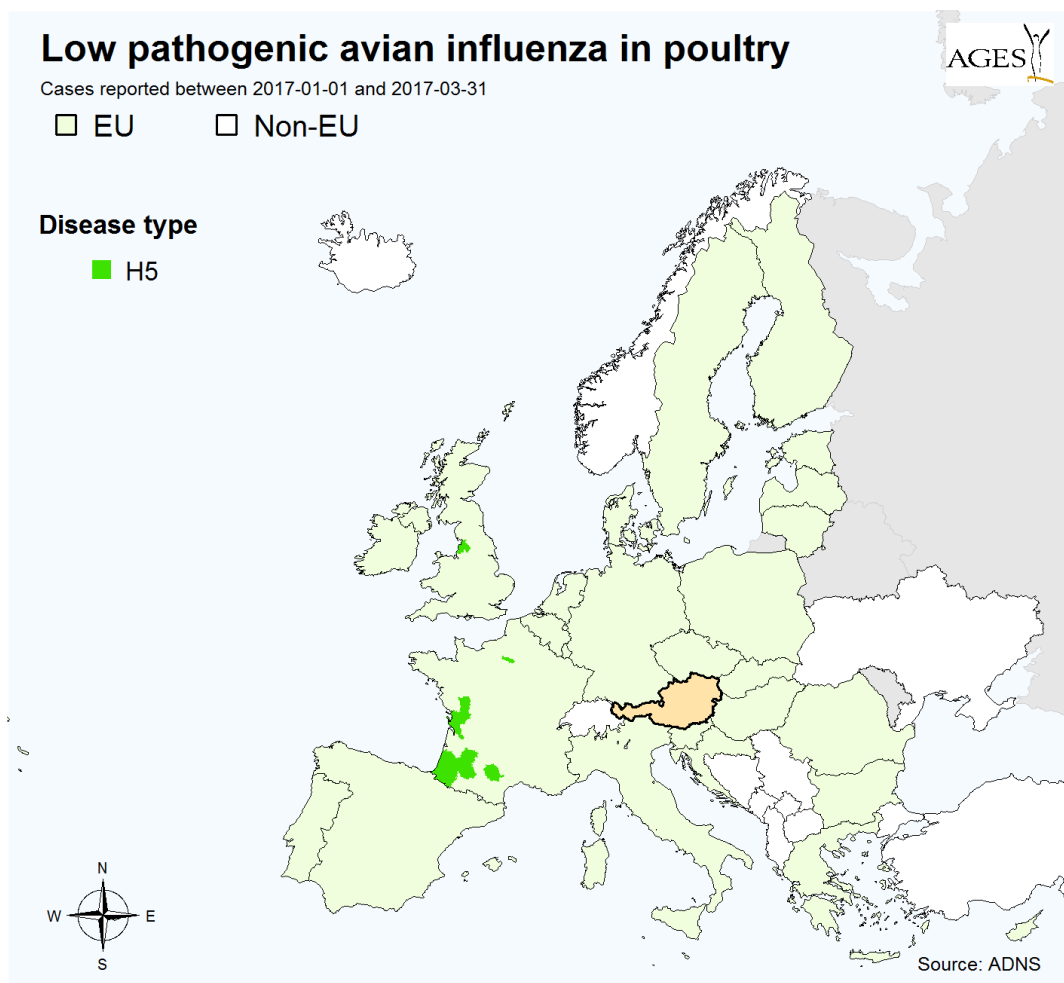 Low pathogenic avian influenza in poultry
Cases reported between 2017-01-01 and 2017-03-31
EU Non-EU
AGES
Disease type
H5
N
W E
S
Source: ADNS